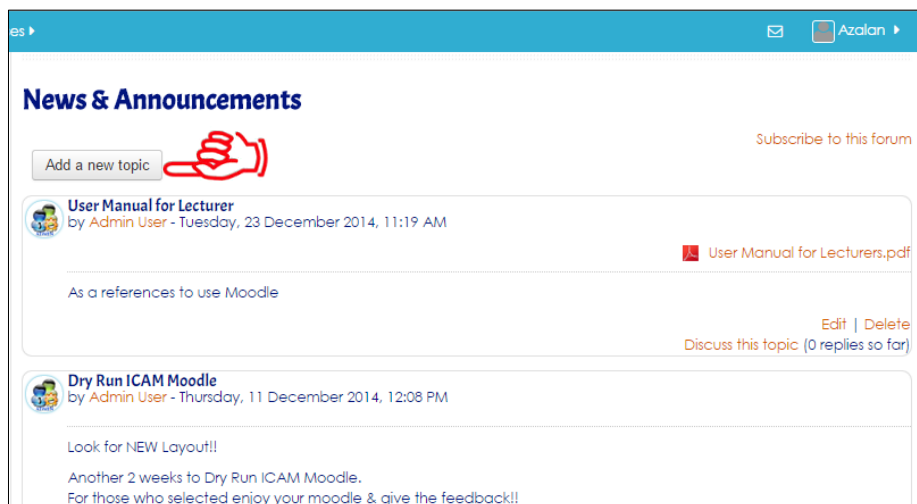 es
Azalan
News & Announcements
Subscribe to this forum
Add a new topic
User Manual for Lecturer
by Admin User - Tuesday, 23 December 2014, 11:19 AM
User Manual for Lecturers.pdf
As a references to use Moodle
Edit | Delete
Discuss this topic (0 replies so far)
Dry Run ICAM Moodle
by Admin User - Thursday, 11 December 2014, 12:08 PM
Look for NEW Layout!!
Another 2 weeks to Dry Run ICAM Moodle.
For those who selected enjoy your moodle & give the feedback!!